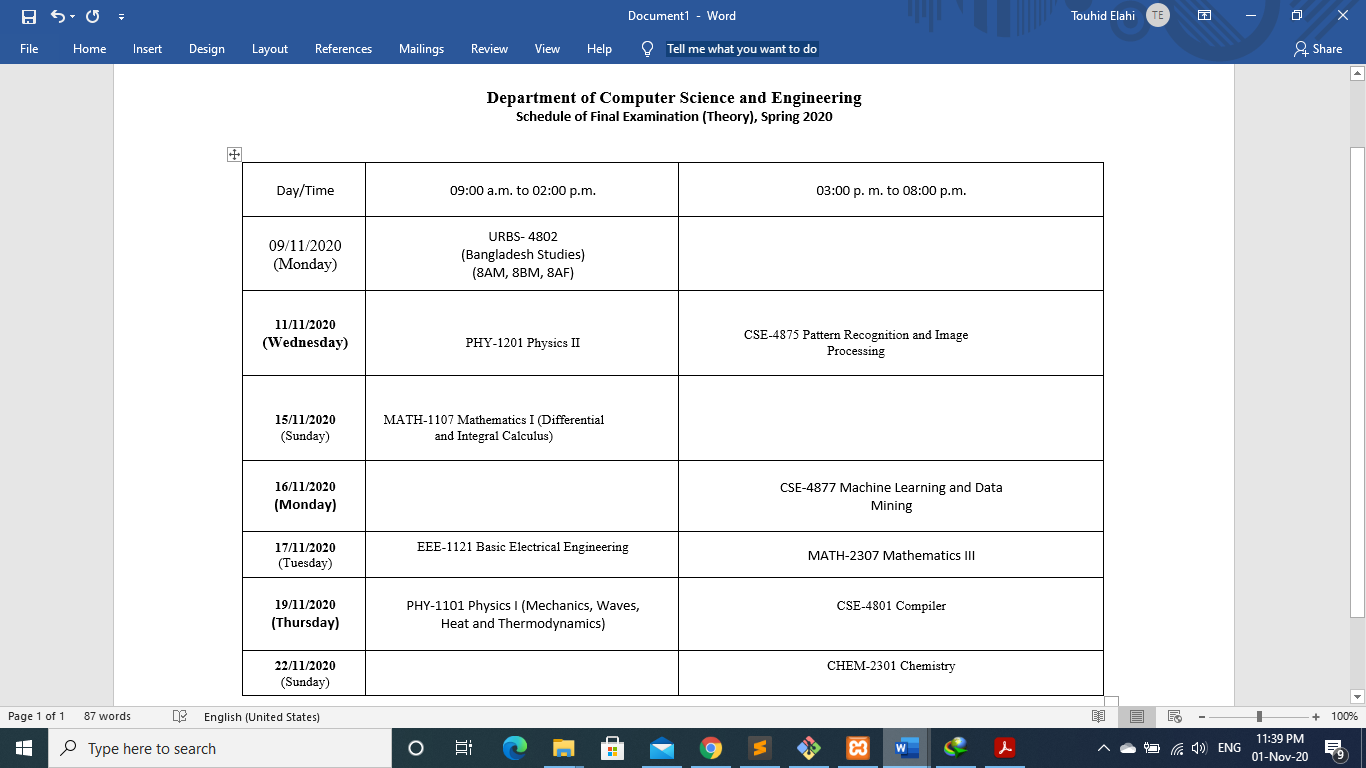 Document1 - Word
Touhid Elahi
TE
File Home Insert Design Layout References Mailings Review View Help Tell me what you want to do Share
Department of Computer Science and Engineering
Schedule of Final Examination (Theory), Spring 2020
Day/Time
09:00 a.m. to 02:00 p.m.
03:00 p. m. to 08:00 p.m.
09/11/2020
(Monday)
URBS- 4802
(Bangladesh Studies)
(8AM, 8BM, 8AF)
11/11/2020
(Wednesday)
PHY-1201 Physics II
CSE-4875 Pattern Recognition and Image
Processing
15/11/2020
(Sunday)
MATH-1107 Mathematics I (Differential
and Integral Calculus)
16/11/2020
(Monday)
CSE-4877 Machine Learning and Data
Mining
17/11/2020
(Tuesday)
EEE-1121 Basic Electrical Engineering
MATH-2307 Mathematics III
19/11/2020
(Thursday)
PHY-1101 Physics I (Mechanics, Waves,
Heat and Thermodynamics)
CSE-4801 Compiler
22/11/2020
(Sunday)
CHEM-2301 Chemistry
Page 1 of 1 87 words English (United States) 100%
Type here to search
ENG
11:39 PM
01-Nov-20
9